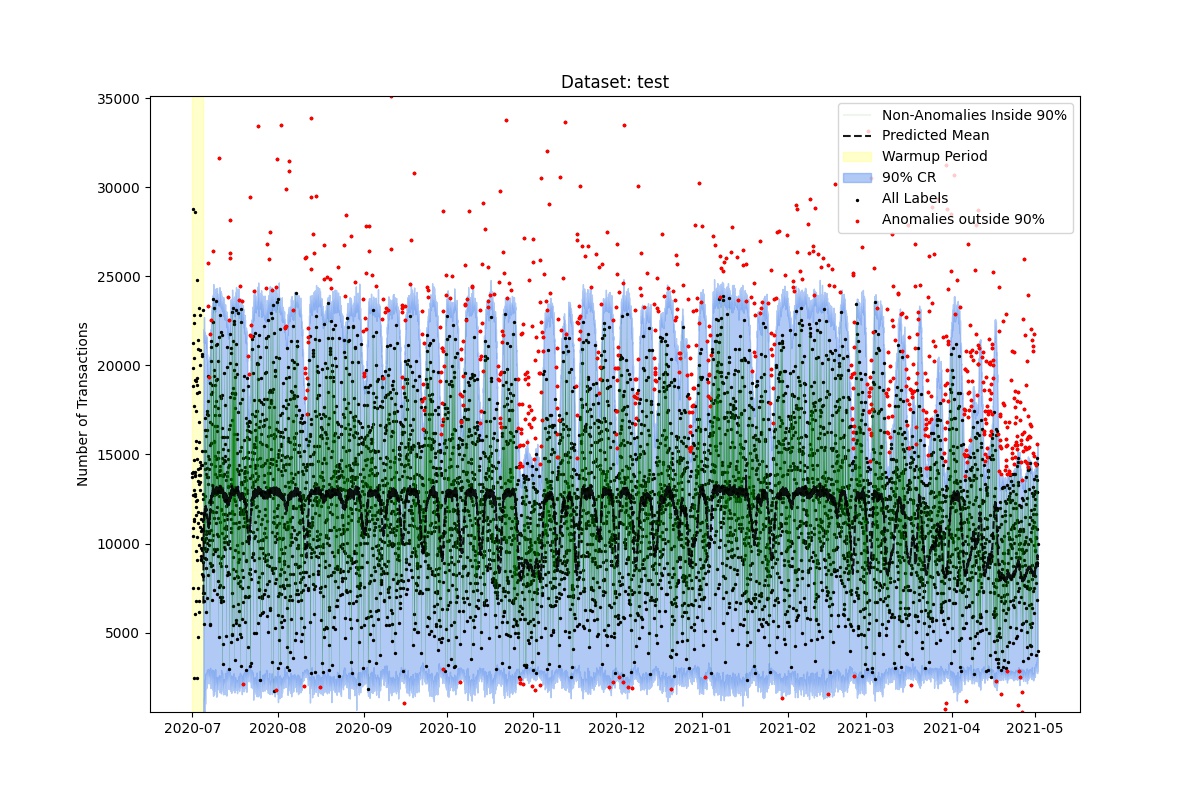 Dataset: test
Number of Transactions
35000
30000
25000
20000
15000
10000
5000
Non-Anomalies Inside 90%
Predicted Mean
Warmup Period
90% CR
All Labels
Anomalies outside 90%
2020-07
2020-08
2020-09
2020-10
2020-11
2020-12
2021-01
2021-02
2021-03
2021-04
2021-05